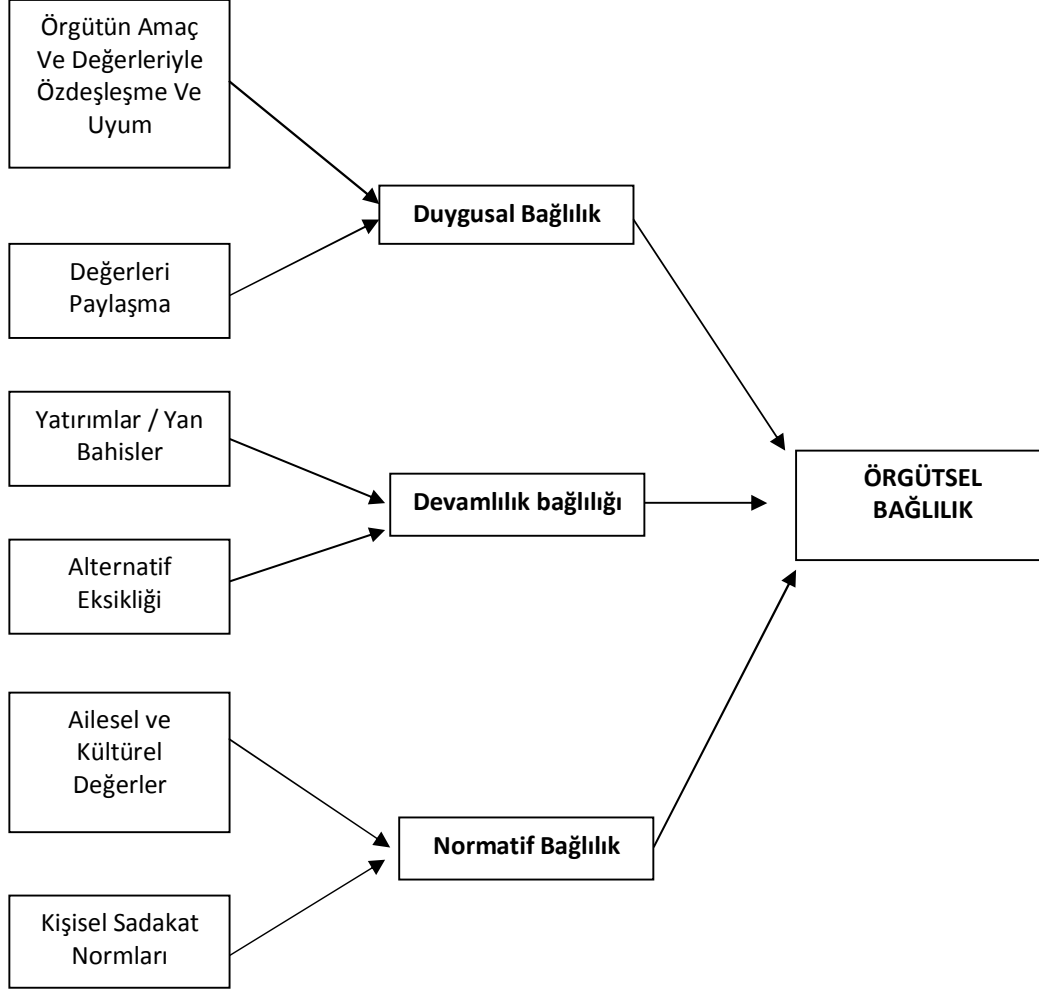 Örgütün Amaç
Ve Değerleriyle
Özdeşleşme Ve
Uyum
Duygusal Bağlılık
Değerleri
Paylaşma
Yatırımlar / Yan
Bahisler
Devamlılık bağlılığı
ÖRGÜTSEL
BAĞLILIK
Alternatif
Eksikliği
Ailesel ve
Kültürel
Değerler
Normatif Bağlılık
Kişisel Sadakat
Normları